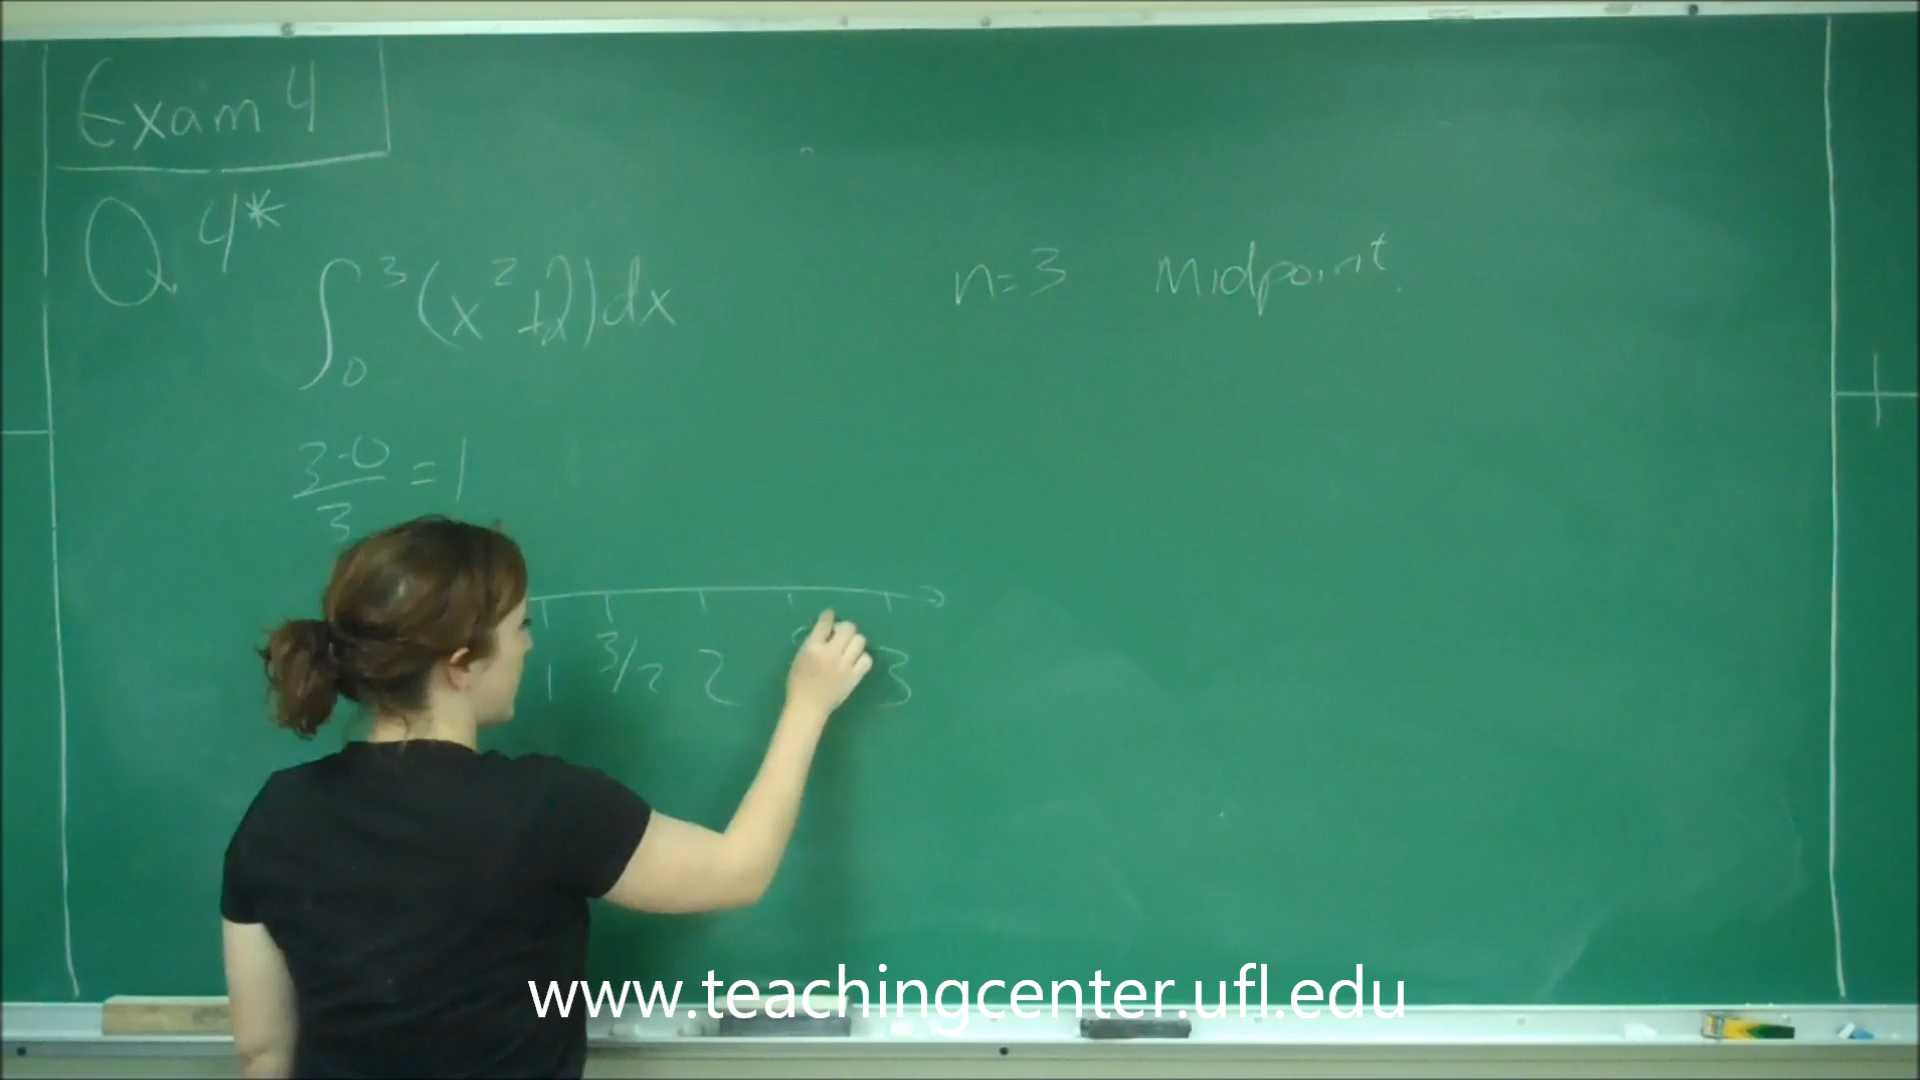 Exam 4
Q 4*
∫₀³ (x²+2)dx
n=3 Midpoint.
3-0/3 = 1
1 3/2 2 3
www.teachingcenter.ufl.edu